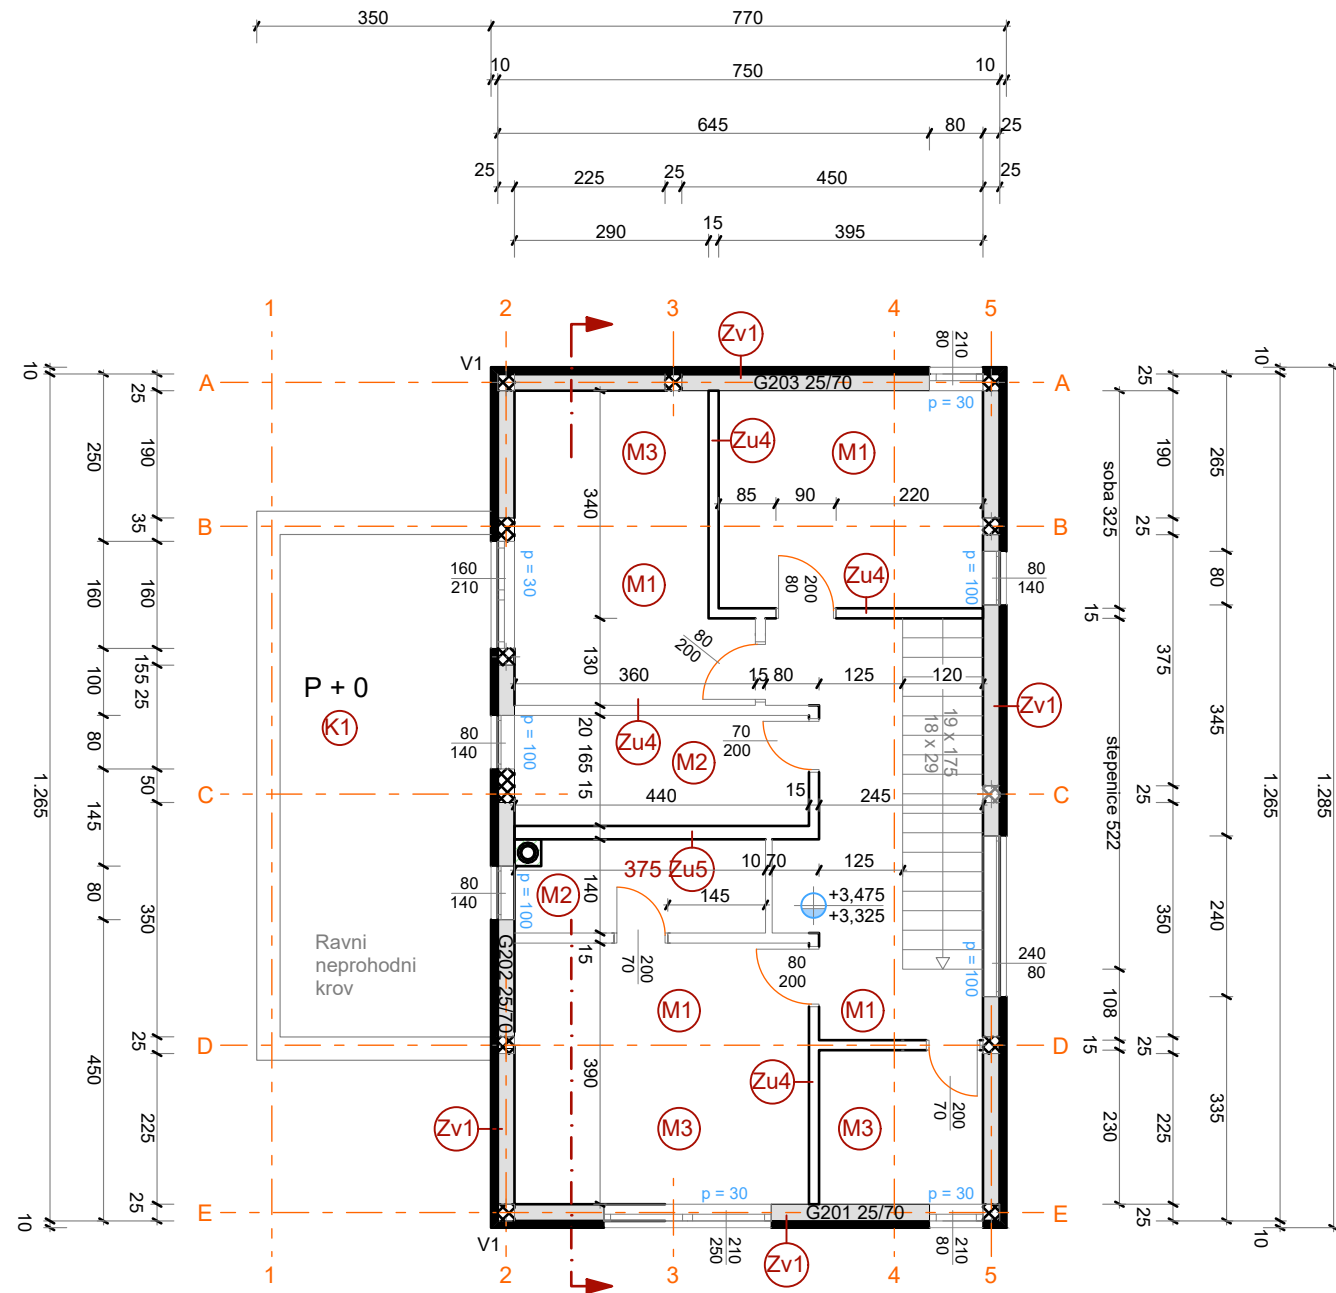 350 770
10 750 10
645 80 25
25 225 25 450 25
290 15 395
1 2 3 4 5
V1
Zv1
80 210
A A
G203 25/70
p = 30
10 25 190 35 250
M3
Zu4
M1
85 90 220
340
soba 325
10 25 190 25 265
B B
160
210
p = 30
M1
80
200
Zu4
p = 100
80
140
80
160 160
15
80
200
130
360 15 80 125 120
375
P + 0
K1
155 25 100
Zv1
19 x 175
18 x 29
345
80
140
p = 100
Zu4
70
200
M2
20 165 15
80 50
stepenice 522
1.265
C C
440 15 245
25
1.265
1.285
145
375 Zu5
10 70 125
80
140
p = 100
M2
140
145
+3,475
+3,325
80 350
350 240
Ravni
neprohodni
krov
G202 25/70
15
70
200
80
200
p = 100
240
80
M1
M1
108
D D
25
15
25
450
390
Zu4
70
200
335
Zv1
M3
M3
225
230 225
p = 30
p = 30
E E
G201 25/70
25
10
25
10
V1
250
210
Zv1
80
210
1 2 3 4 5